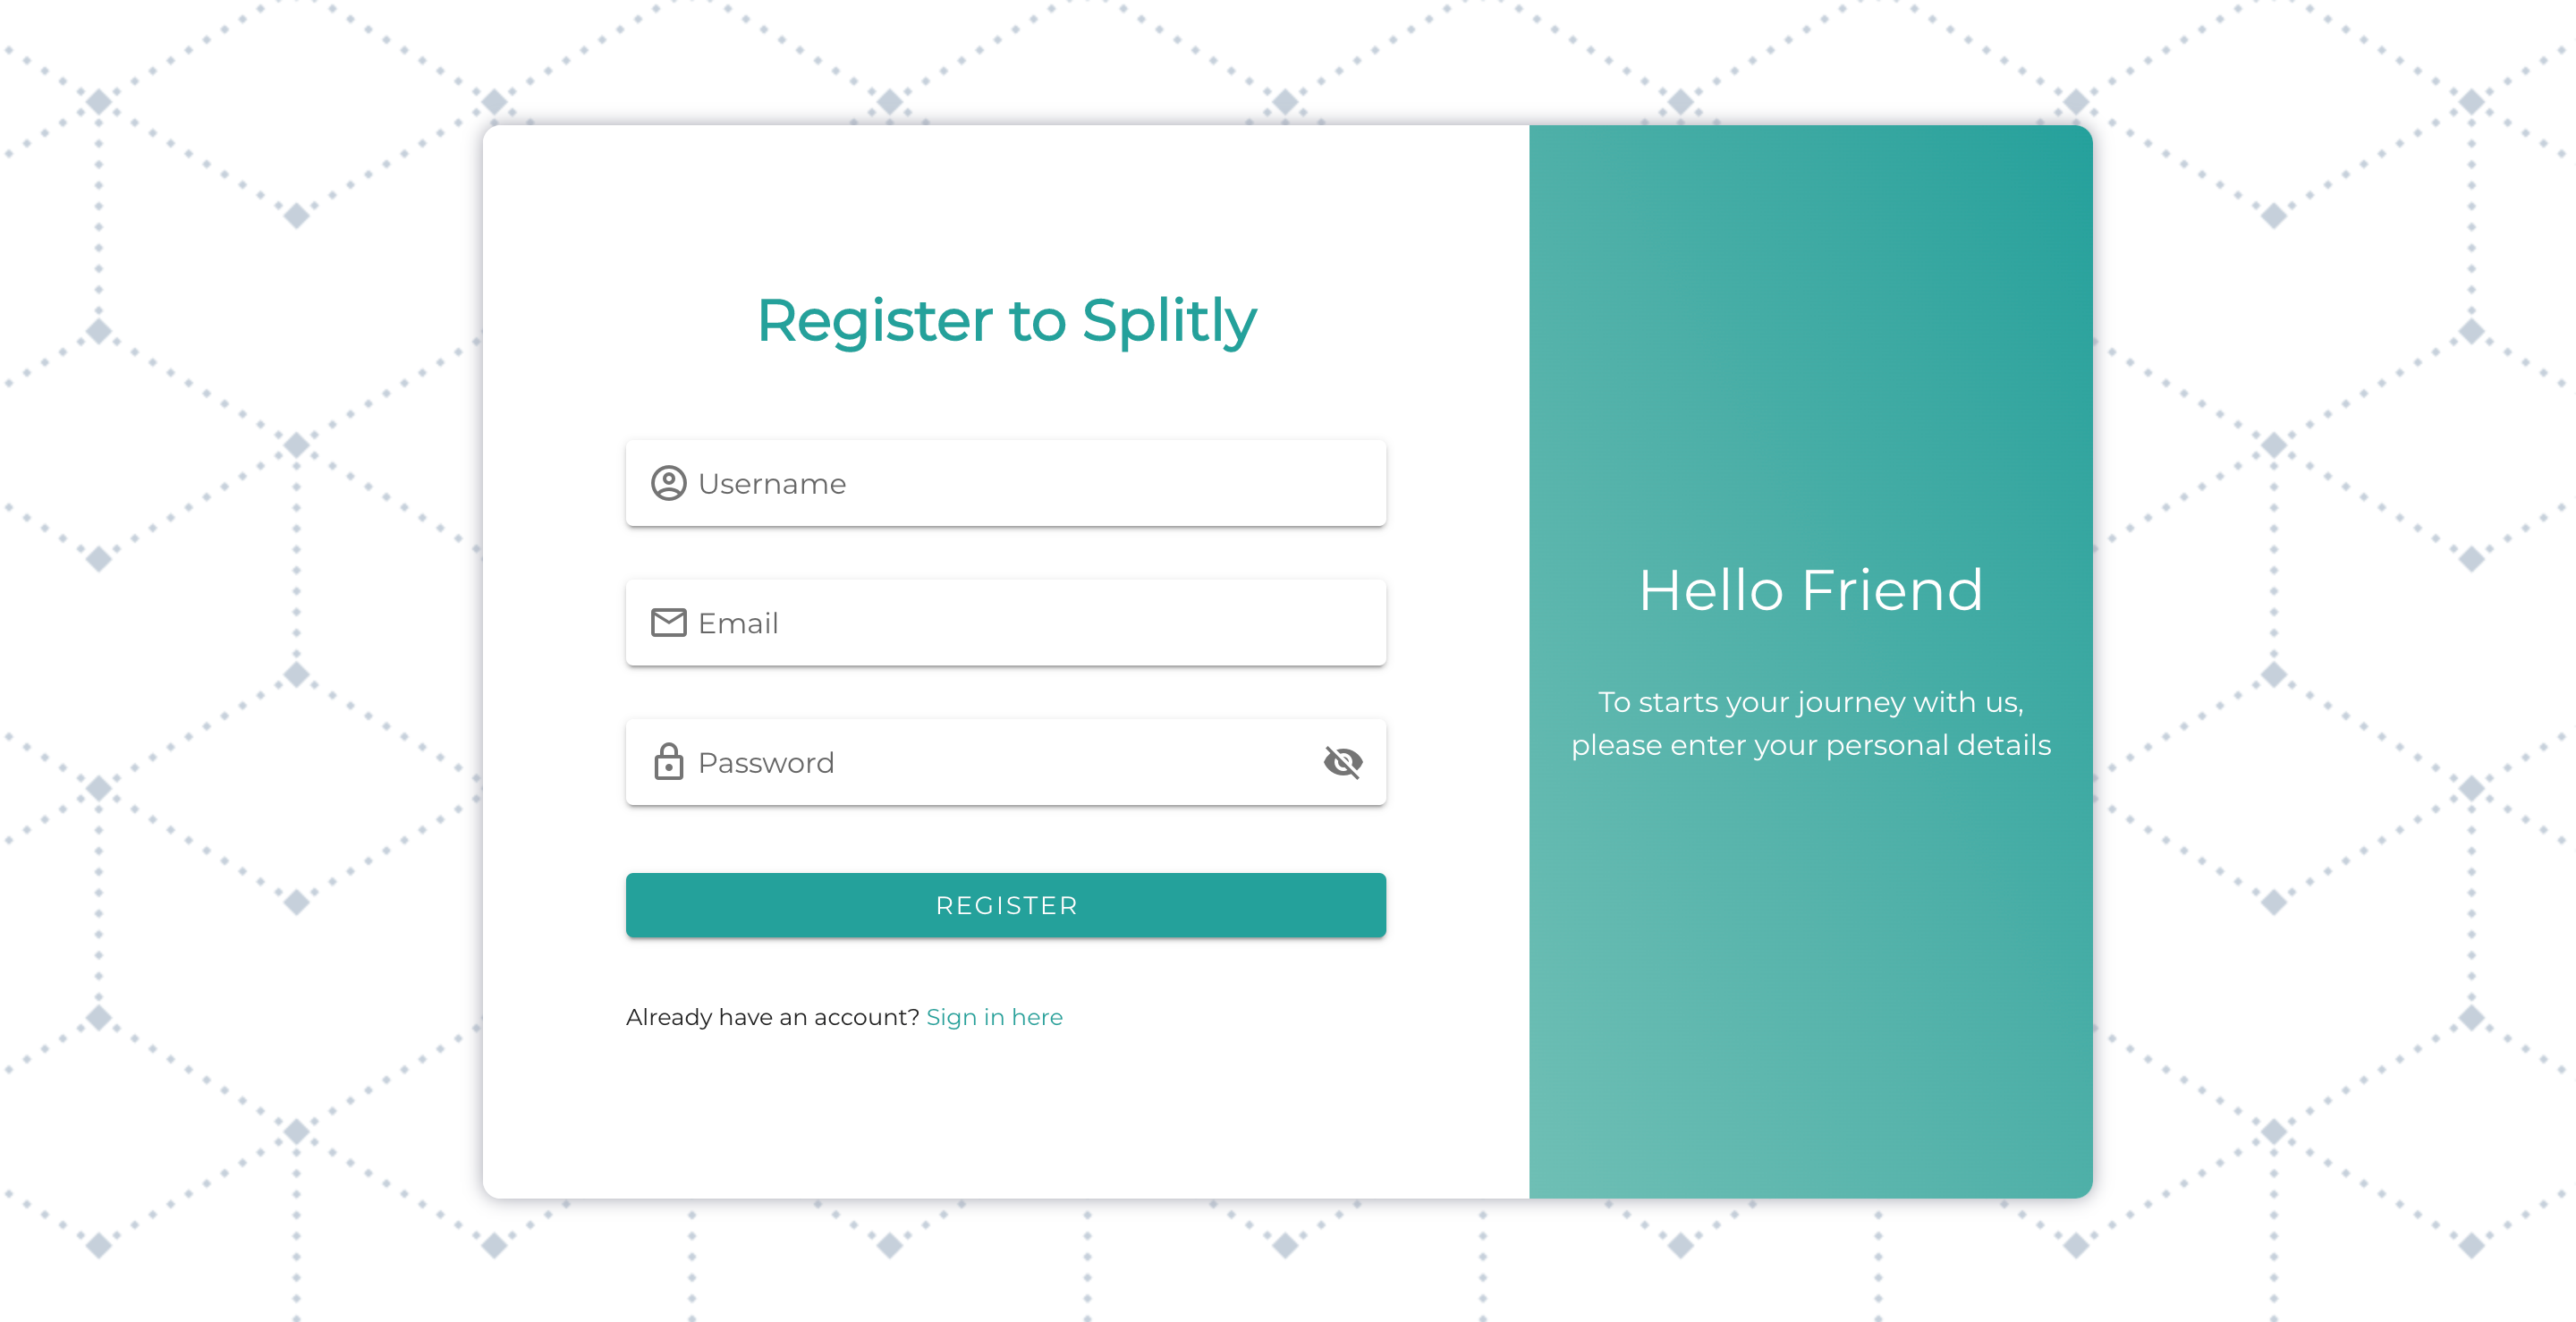 Register to Splitly
Username
Email
Password
REGISTER
Already have an account? Sign in here
Hello Friend
To starts your journey with us,
please enter your personal details